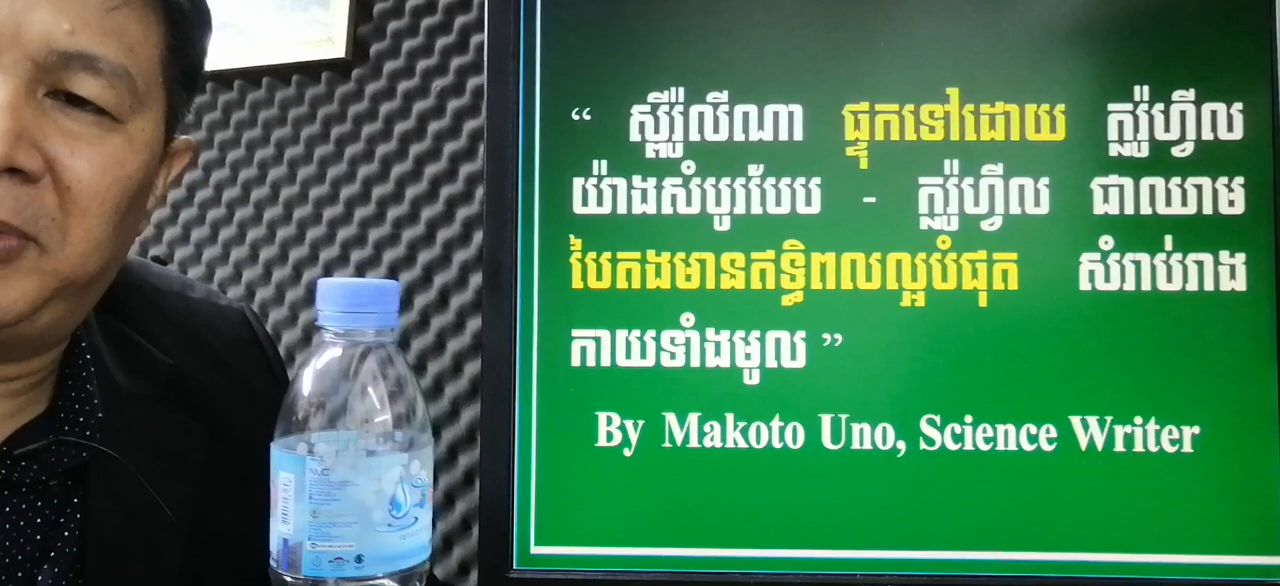 “ ស្ពីរ៉ូលីណា ផ្ទុកទៅដោយ ក្លរ៉ូហ្វីល
យ៉ាងសំបូរបែប - ក្លរ៉ូហ្វីល ជាឈាម
បៃតងមានឥទ្ធិពលល្អបំផុត សំរាប់រាង
កាយទាំងមូល ”
By Makoto Uno, Science Writer